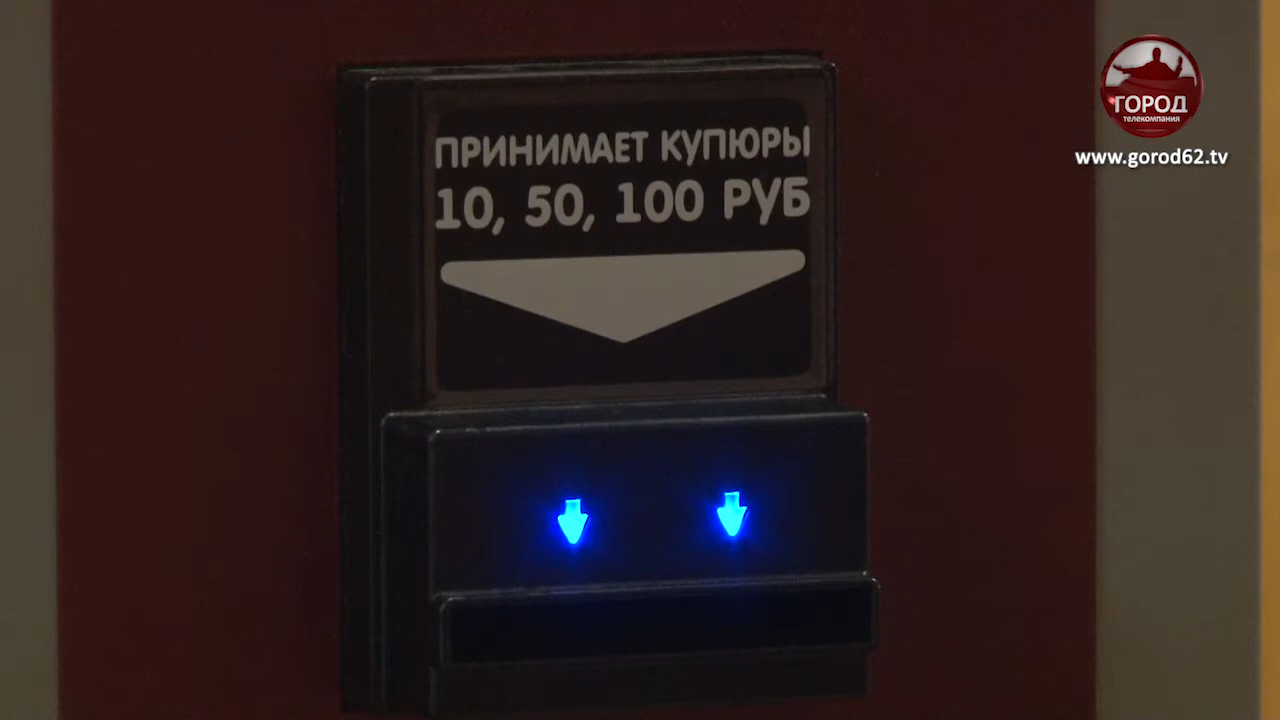 ПРИНИМАЕТ КУПЮРЫ
10, 50, 100 РУБ
ГОРОД
телекомпания
www.gorod62.tv